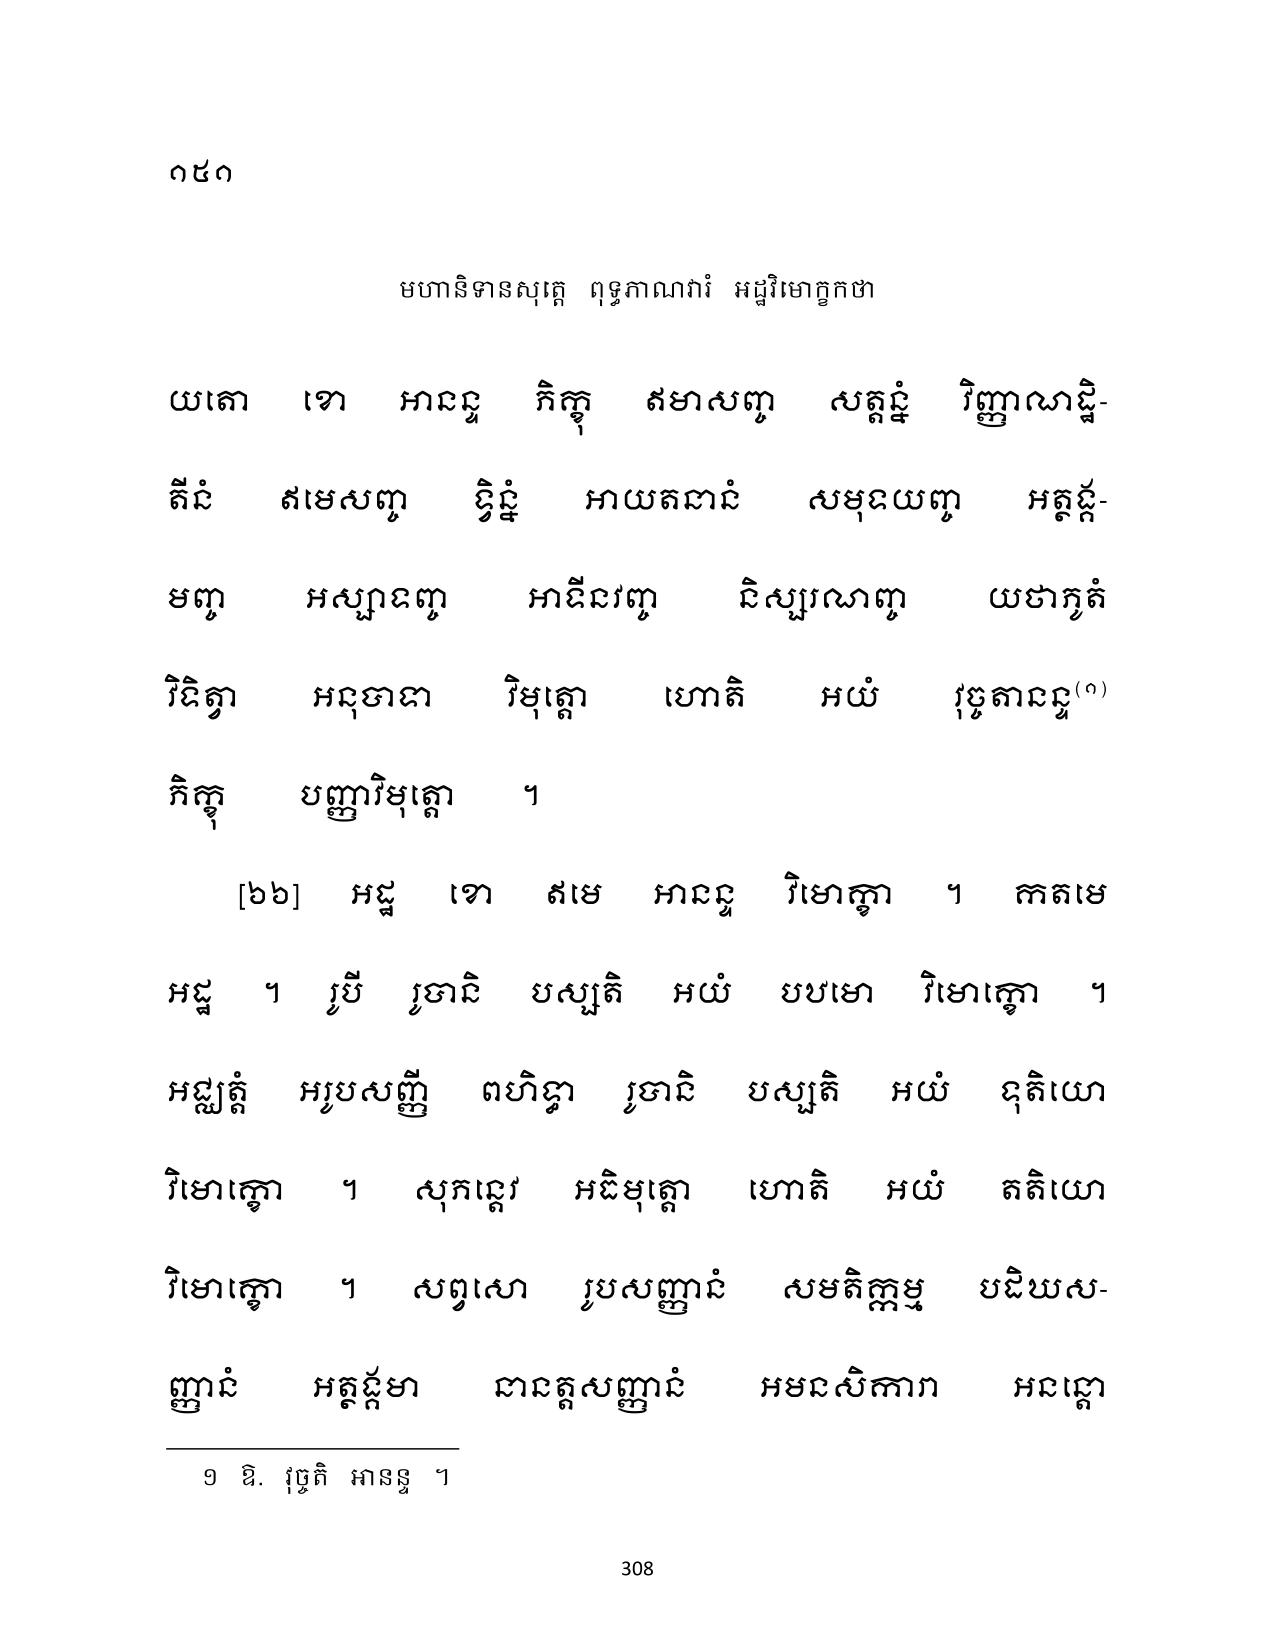 ១៥១
មហានិទានសុត្តេ ពុទ្ធភាណវារំ អដ្ឋវិមោក្ខកថា
យតោ ខោ អានន្ទ ភិក្ខុ ឥមាសញ្ច សត្តន្នំ វិញ្ញាណដ្ឋិ-
តីនំ ឥមេសញ្ច ទ្វិន្នំ អាយតនានំ សមុទយញ្ច អត្ថង្គ-
មញ្ច អស្សាទញ្ច អាទីនវញ្ច និស្សរណញ្ច យថាភូតំ
វិទិត្វា អនុបាទា វិមុត្តោ ហោតិ អយំ វុច្ចតានន្ទ(១)
ភិក្ខុ បញ្ញាវិមុត្តោ ។
[៦៦] អដ្ឋ ខោ ឥមេ អានន្ទ វិមោក្ខា ។ កតមេ
អដ្ឋ ។ រូបី រូបានិ បស្សតិ អយំ បឋមោ វិមោក្ខោ ។
អជ្ឈត្តំ អរូបសញ្ញី ពហិទ្ធា រូបានិ បស្សតិ អយំ ទុតិយោ
វិមោក្ខោ ។ សុភន្តេវ អធិមុត្តោ ហោតិ អយំ តតិយោ
វិមោក្ខោ ។ សព្វសោ រូបសញ្ញានំ សមតិក្កម្ម បដិឃស-
ញ្ញានំ អត្ថង្គមា នានត្តសញ្ញានំ អមនសិការា អនន្តោ
១ ឱ. វុច្ចតិ អានន្ទ ។
308